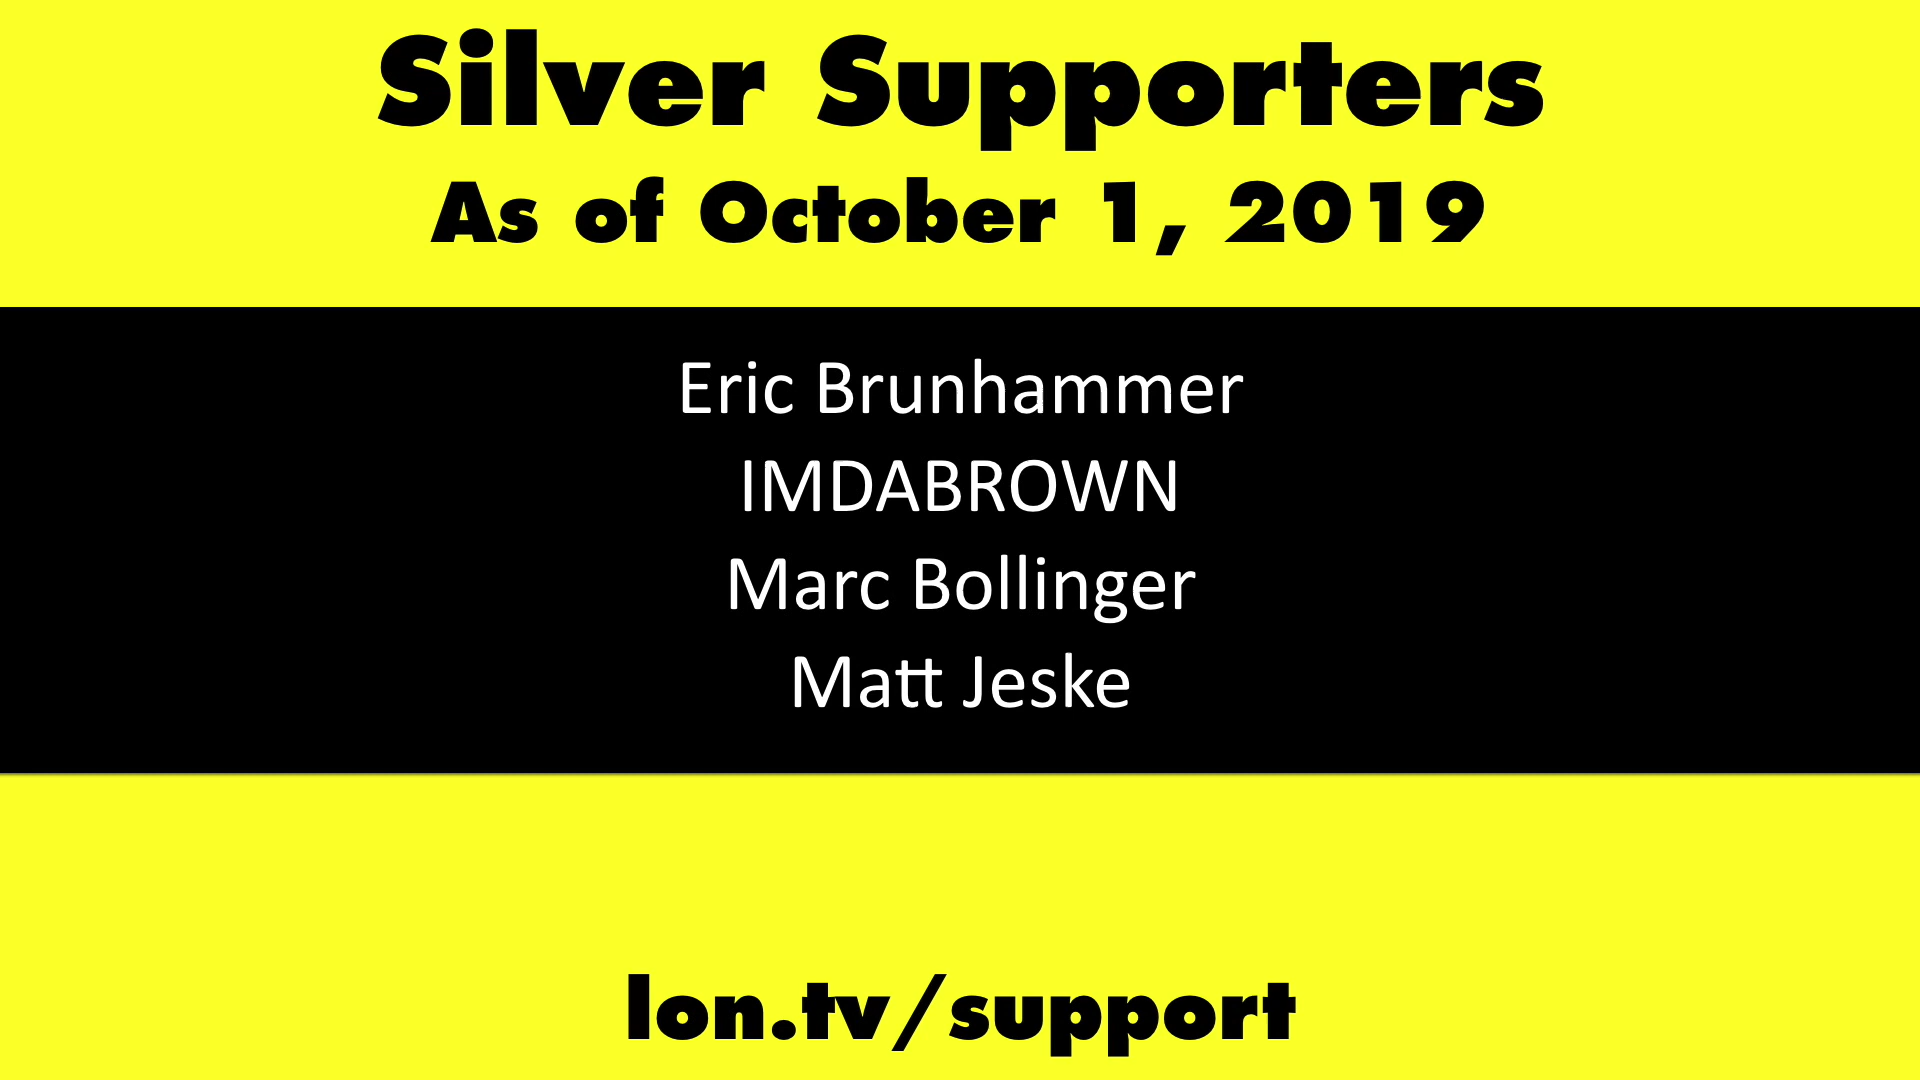 Silver Supporters
As of October 1, 2019
Eric Brunhammer
IMDABROWN
Marc Bollinger
Matt Jeske
lon.tv/support